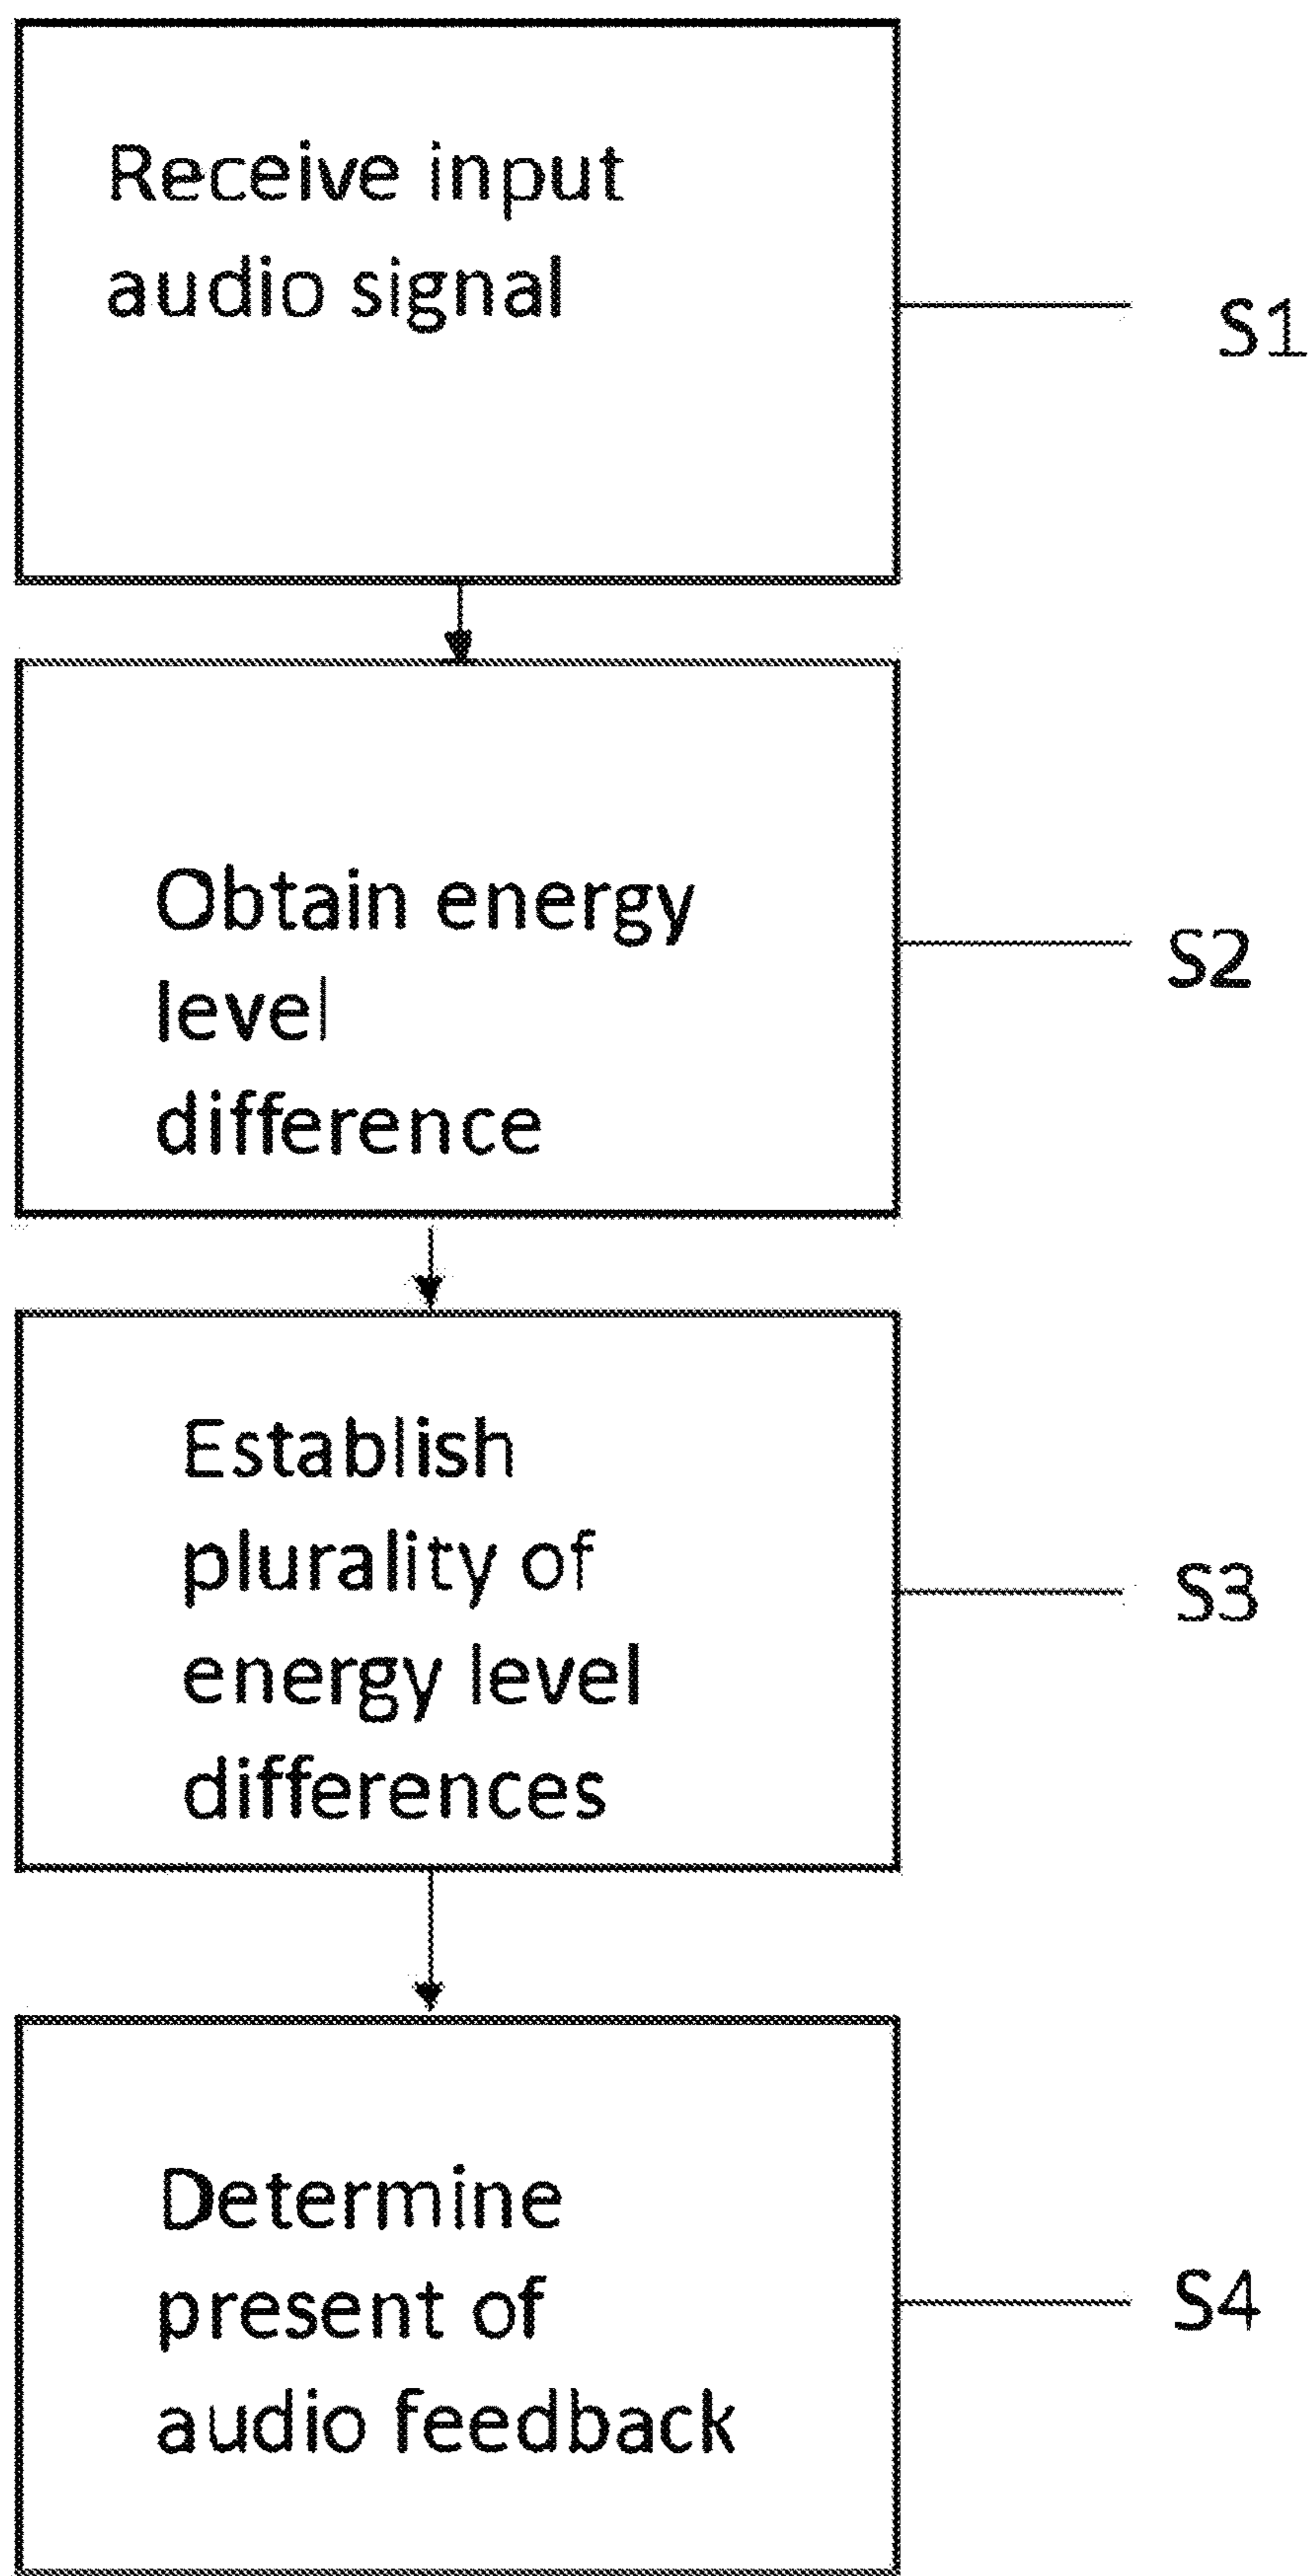 Receive input
audio signal
S1
Obtain energy
level
difference
S2
Establish
plurality of
energy level
differences
S3
Determine
present of
audio feedback
S4